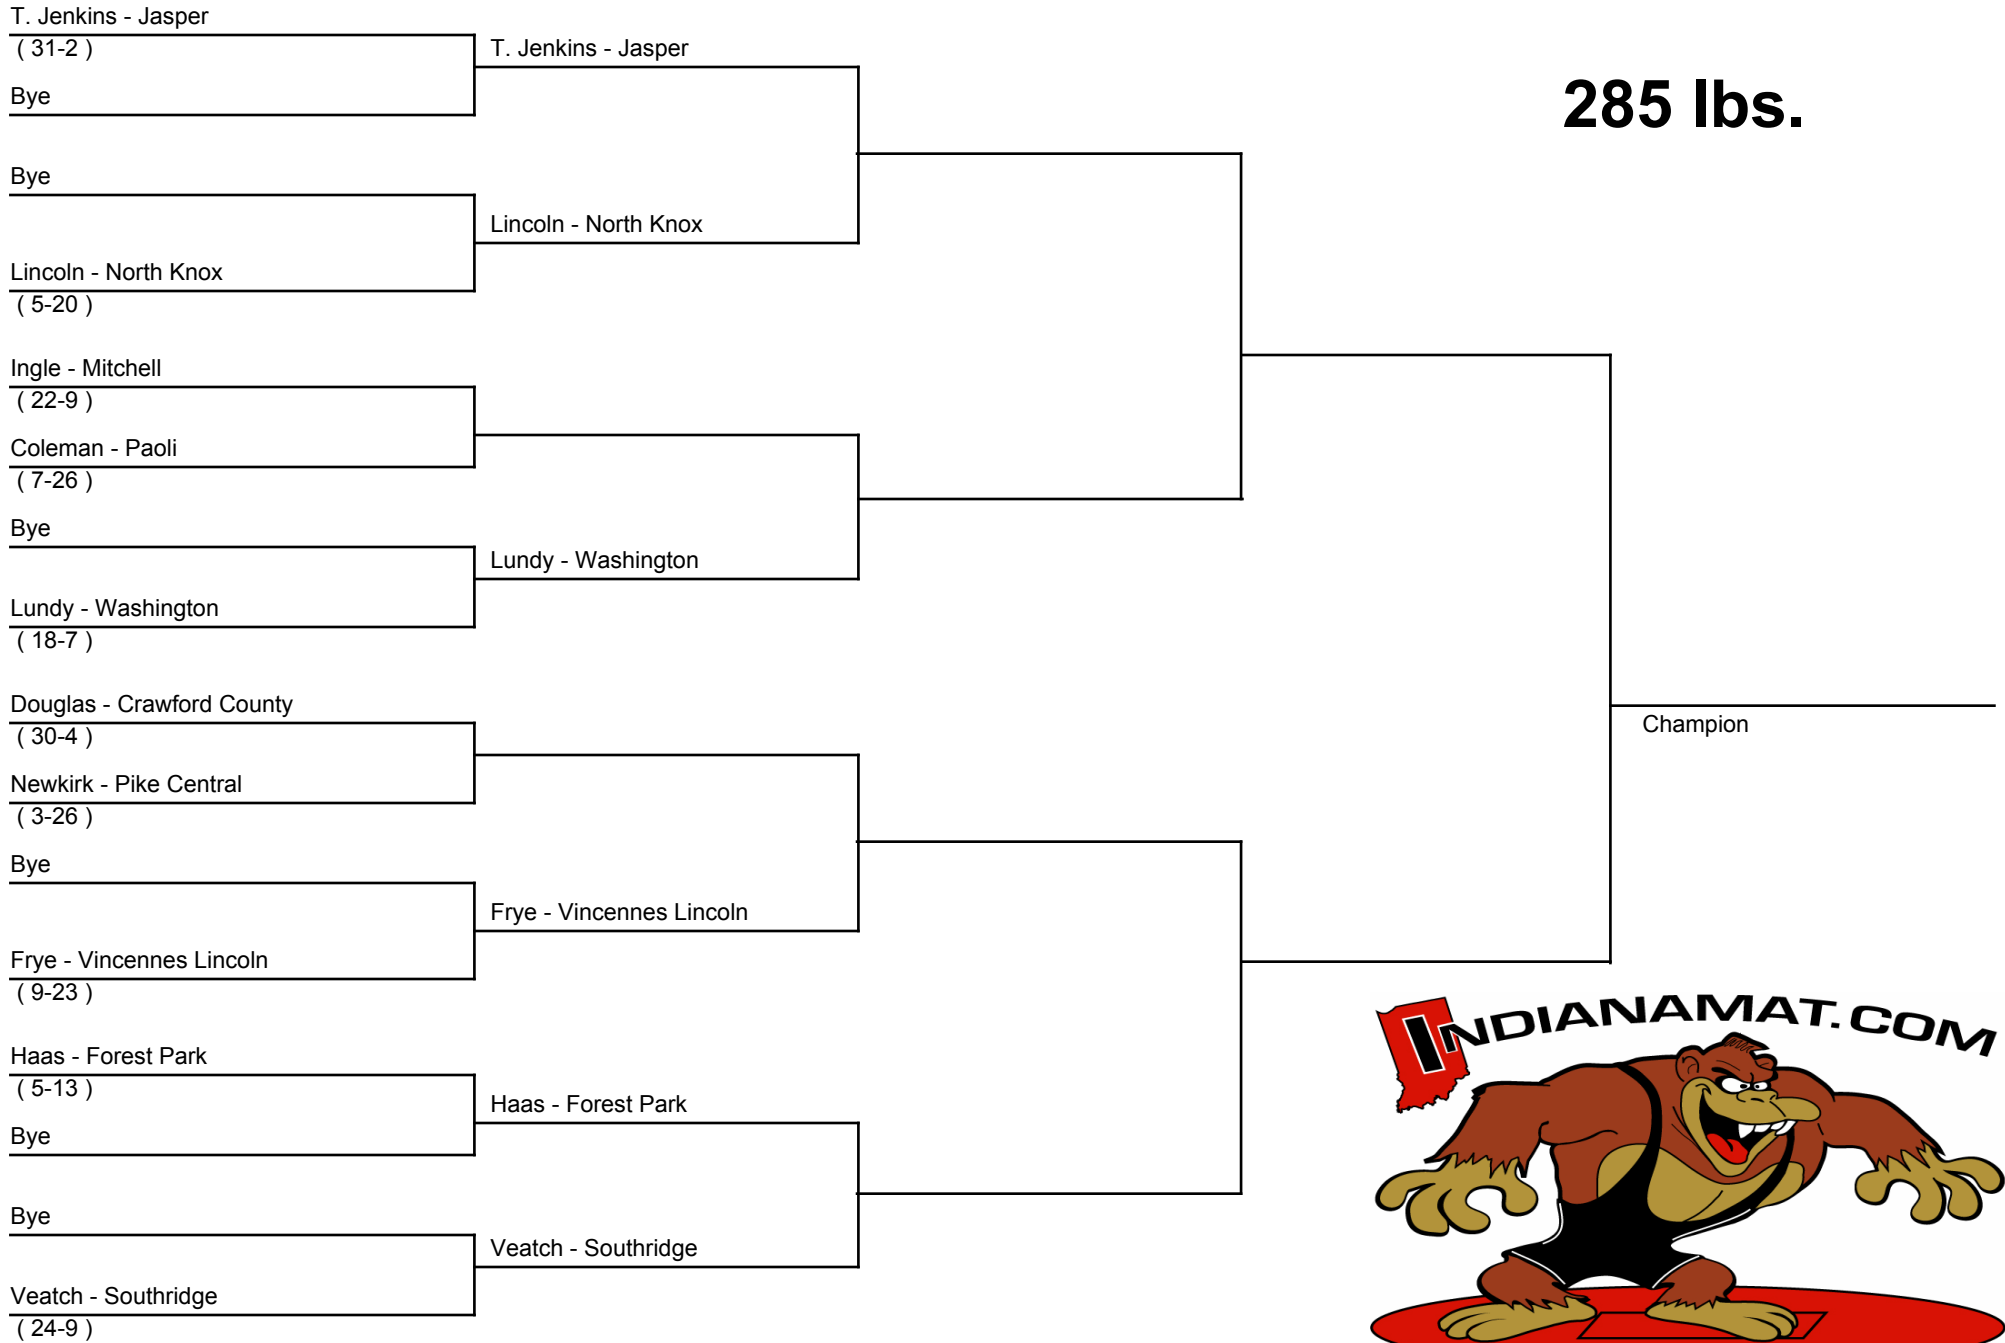 T. Jenkins - Jasper
( 31-2 )
Bye
Bye
Lincoln - North Knox
( 5-20 )
Ingle - Mitchell
( 22-9 )
Coleman - Paoli
( 7-26 )
Bye
Lundy - Washington
( 18-7 )
Douglas - Crawford County
( 30-4 )
Newkirk - Pike Central
( 3-26 )
Bye
Frye - Vincennes Lincoln
( 9-23 )
Haas - Forest Park
( 5-13 )
Bye
Bye
Veatch - Southridge
( 24-9 )
T. Jenkins - Jasper
Lincoln - North Knox
Lundy - Washington
Frye - Vincennes Lincoln
Haas - Forest Park
Veatch - Southridge
285 lbs.
Champion
INDIANAMAT.COM